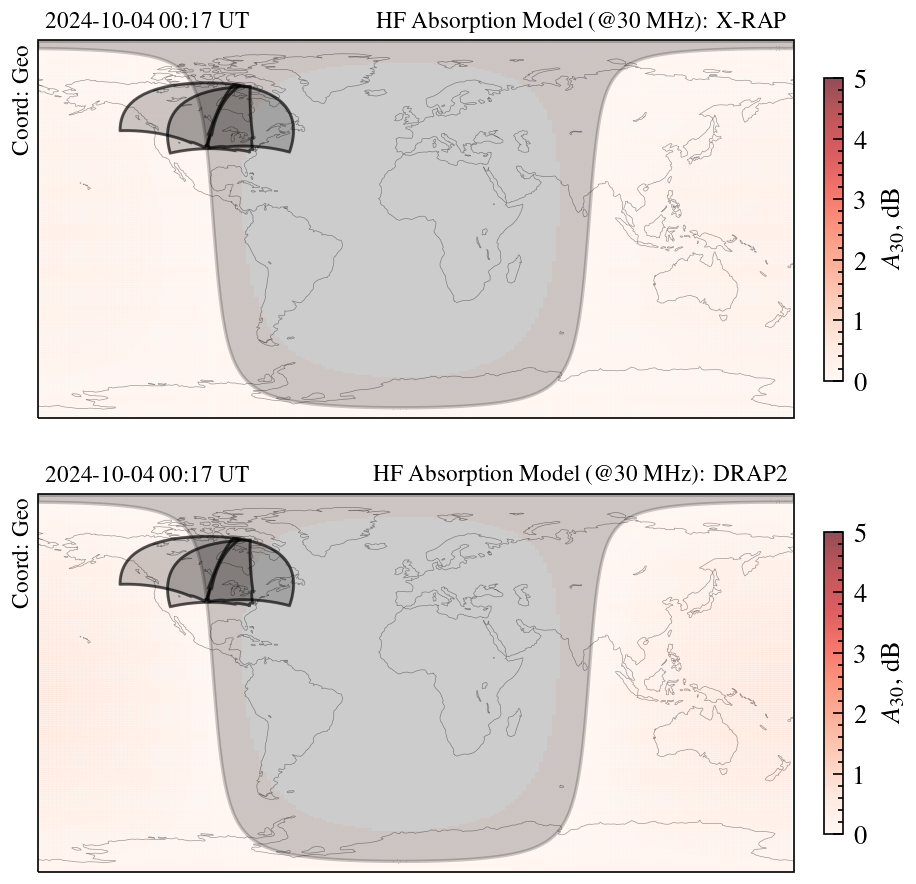 2024-10-04 00:17 UT
HF Absorption Model (@30 MHz): X-RAP
Coord: Geo
5
4
3
2
1
0
A30, dB
2024-10-04 00:17 UT
HF Absorption Model (@30 MHz): DRAP2
Coord: Geo
5
4
3
2
1
0
A30, dB